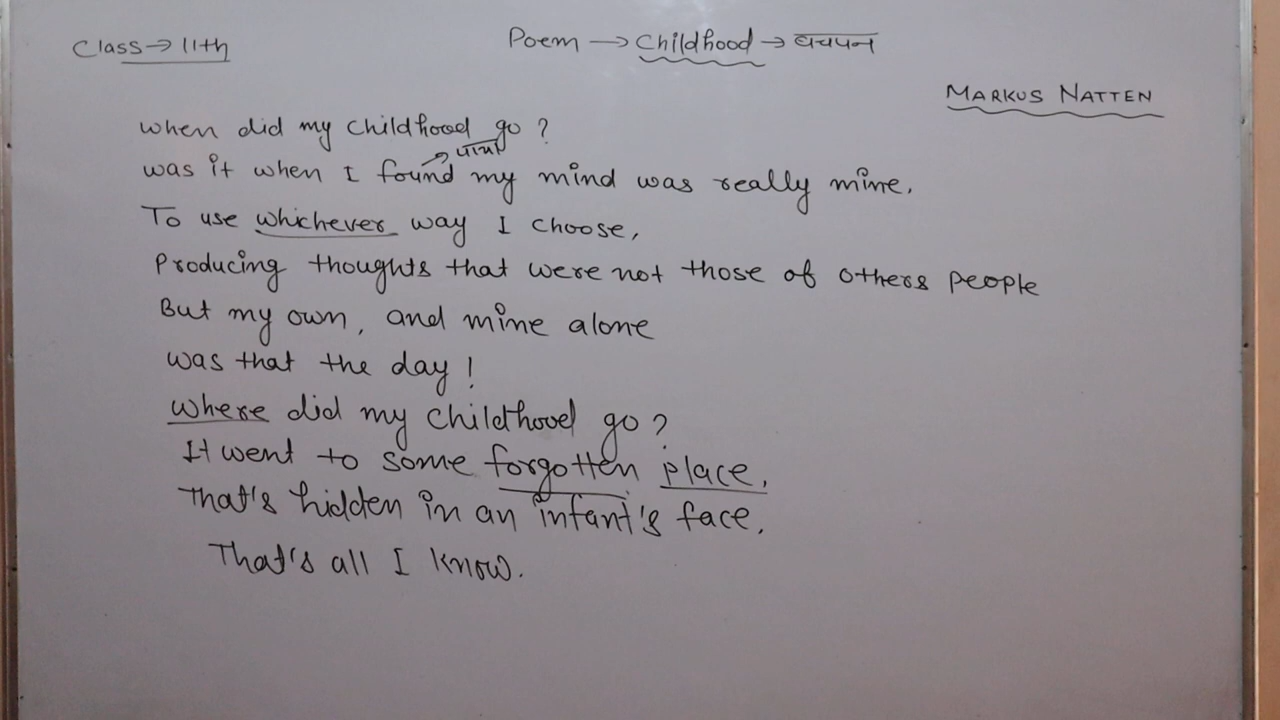 Class → 11th
Poem → Childhood → बचपन
MARKUS NATTEN
When did my childhood go ?
→ पाया
was it when I found my mind was really mine,
To use whichever way I choose,
Producing thoughts that were not those of others people
But my own, and mine alone
was that the day !
Where did my childhood go ?
It went to some forgotten place,
That's hidden in an infant's face,
That's all I know.